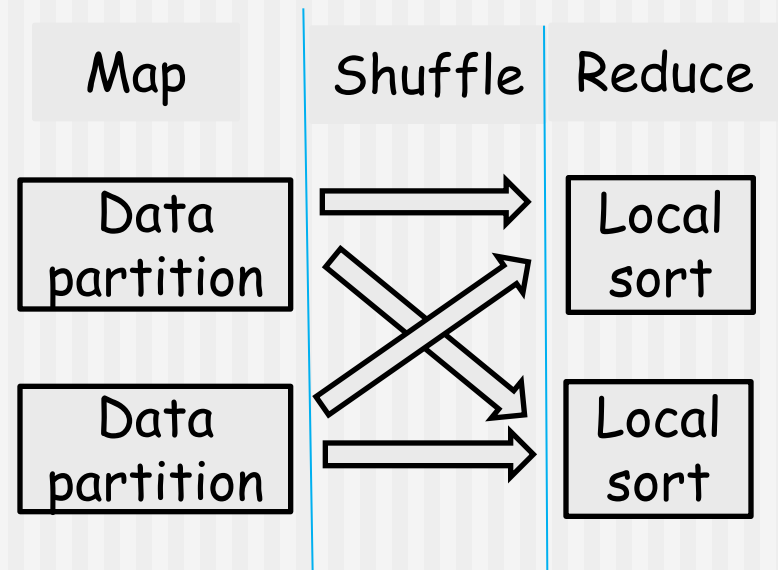 Map
Shuffle
Reduce
Data
partition
Local
sort
Data
partition
Local
sort